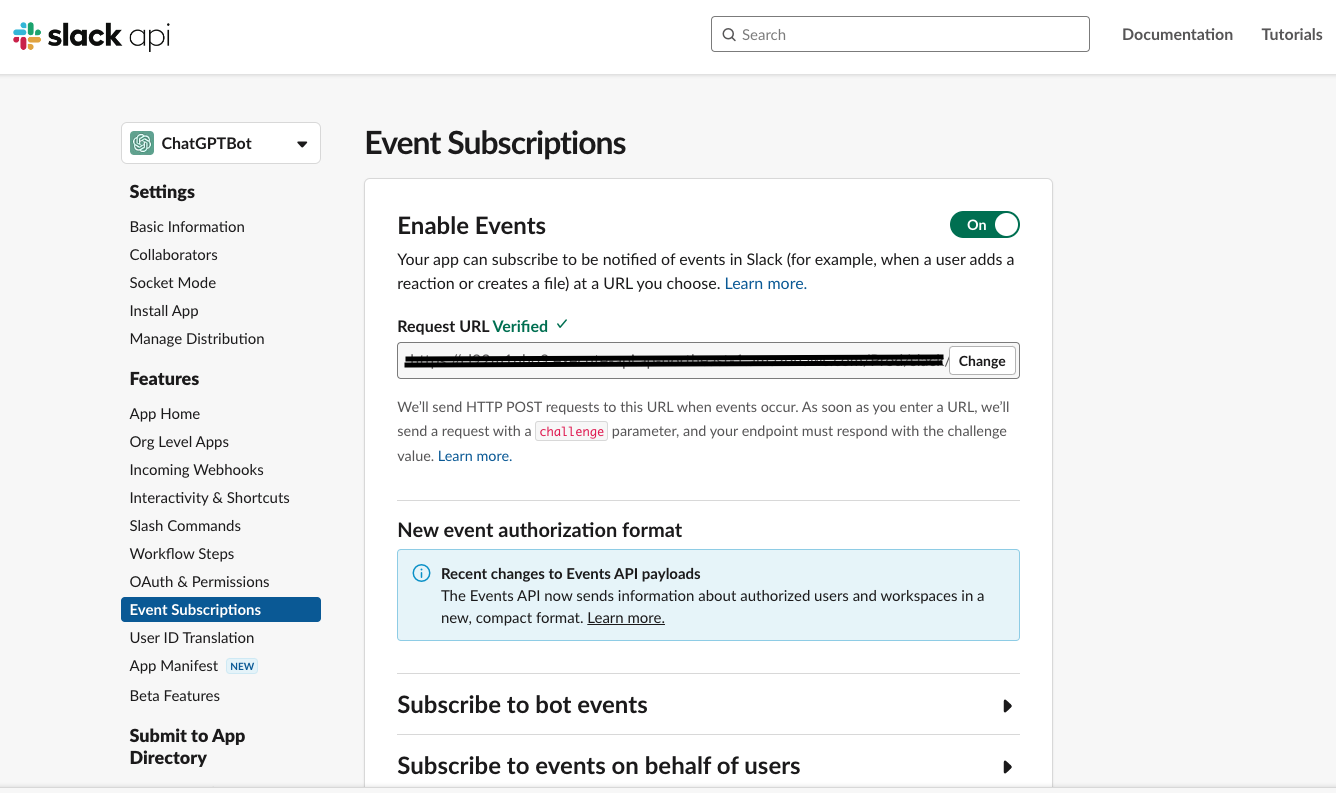 slack api
Search
Documentation
Tutorials
ChatGPTBot
Settings
Basic Information
Collaborators
Socket Mode
Install App
Manage Distribution
Features
App Home
Org Level Apps
Incoming Webhooks
Interactivity & Shortcuts
Slash Commands
Workflow Steps
OAuth & Permissions
Event Subscriptions
User ID Translation
App Manifest NEW
Beta Features
Submit to App
Directory
Event Subscriptions
Enable Events
On
Your app can subscribe to be notified of events in Slack (for example, when a user adds a
reaction or creates a file) at a URL you choose. Learn more.
Request URL Verified
Change
We’ll send HTTP POST requests to this URL when events occur. As soon as you enter a URL, we’ll
send a request with a challenge parameter, and your endpoint must respond with the challenge
value. Learn more.
New event authorization format
Recent changes to Events API payloads
The Events API now sends information about authorized users and workspaces in a
new, compact format. Learn more.
Subscribe to bot events
Subscribe to events on behalf of users